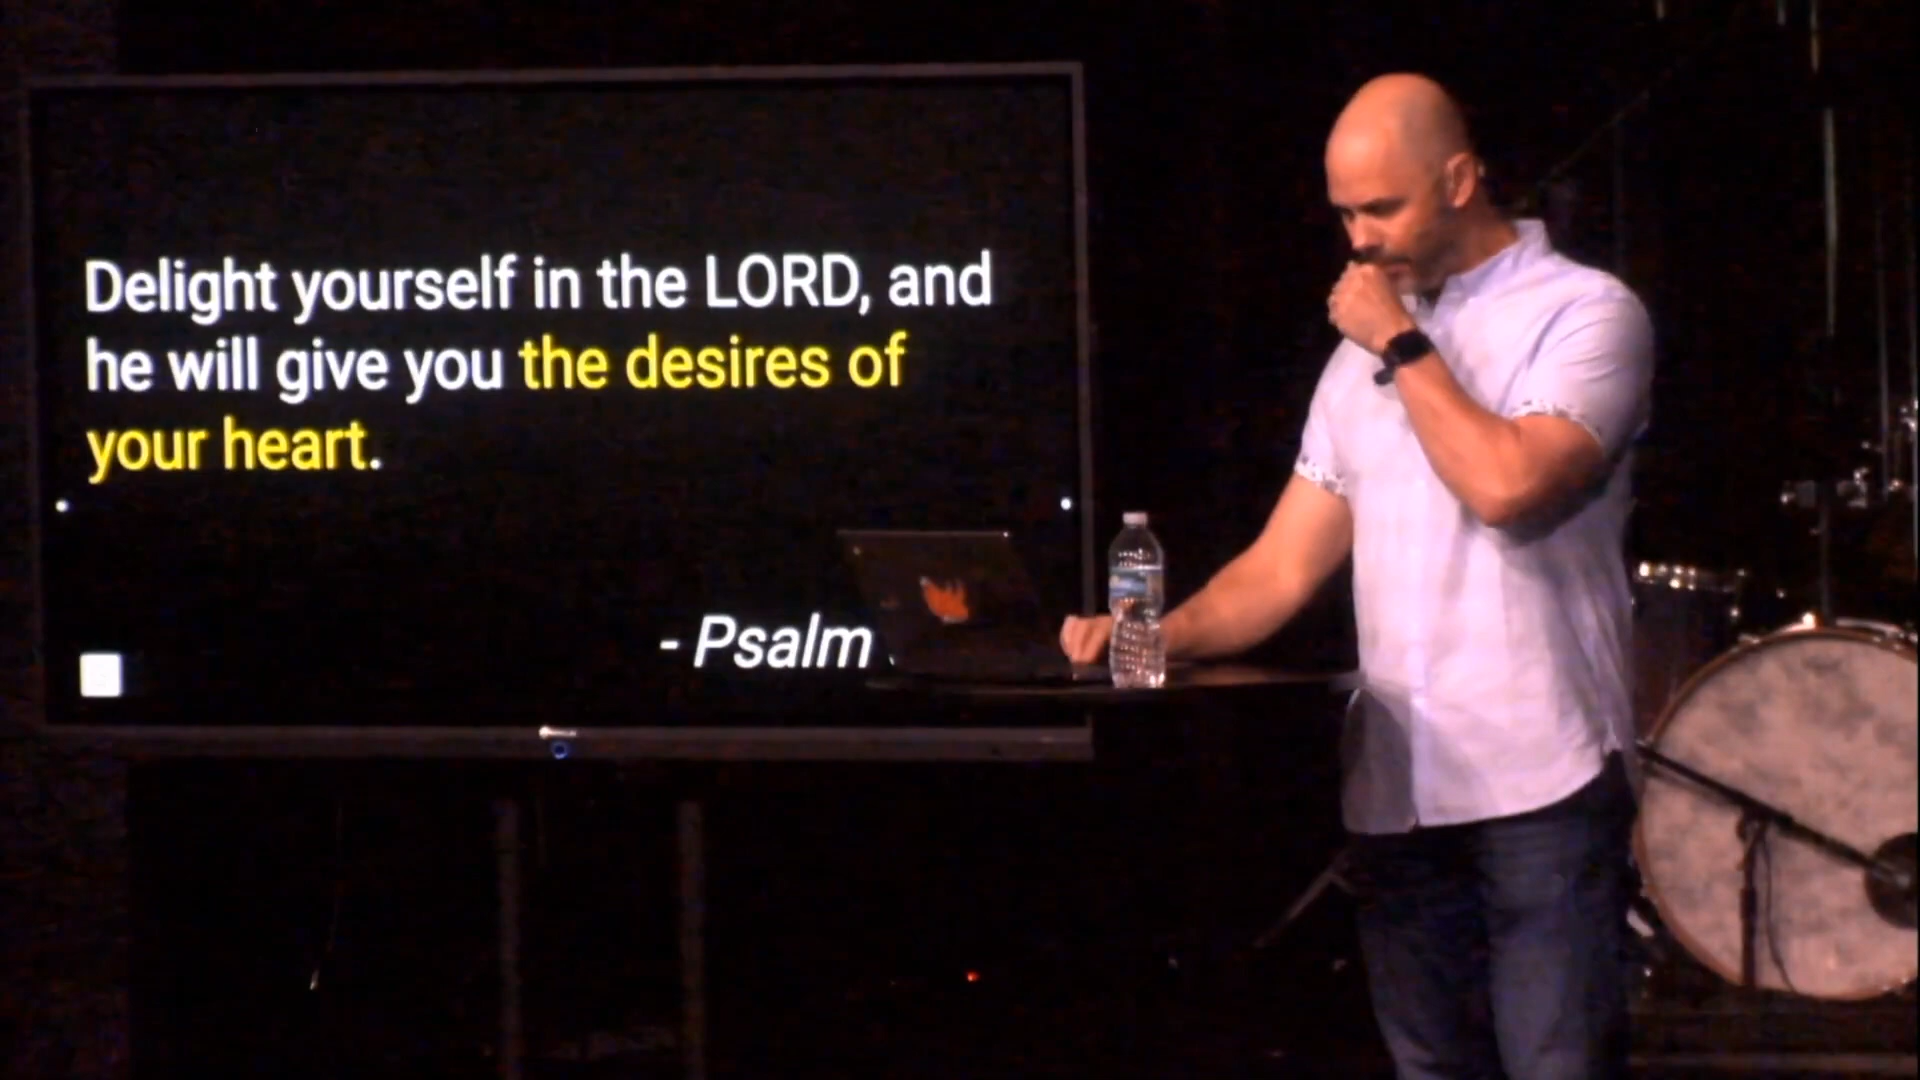 Delight yourself in the LORD, and
he will give you the desires of
your heart.
- Psalm